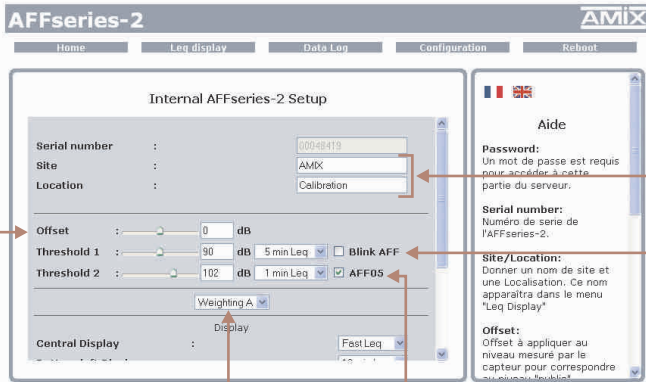 AFFseries-2
AMIX
Home Leq display Data Log Configuration Reboot
Internal AFFseries-2 Setup
Serial number : 00048419
Site : AMIX
Location : Calibration
Offset : 0 dB
Threshold 1 : 90 dB 5 min Leq Blink AFF
Threshold 2 : 102 dB 1 min Leq AFF05
Weighting A
Display
Central Display : Fast Leq
Aide
Password:
Un mot de passe est requis
pour accéder à cette
partie du serveur.
Serial number:
Numéro de serie de
l'AFFseries-2.
Site/Location:
Donner un nom de site et
une Localisation. Ce nom
apparaîtra dans le menu
"Leq Display"
Offset:
Offset à appliquer au
niveau mesuré par le
capteur pour correspondre
au niveau "public"